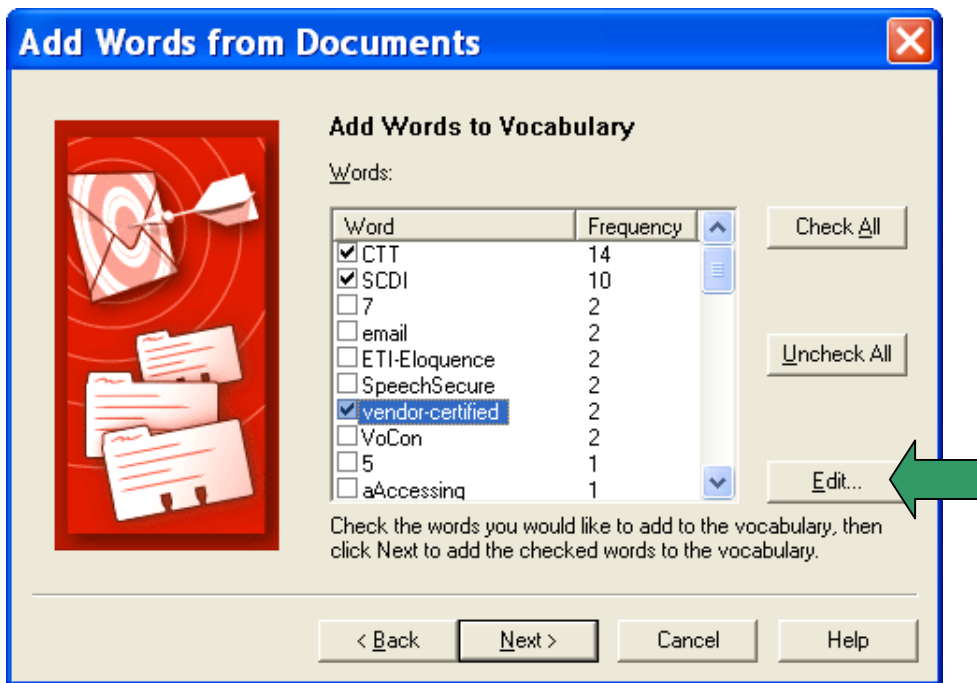 Add Words from Documents
Add Words to Vocabulary
Words:
Word Frequency
CTT 14
SCDI 10
7 2
email 2
ETI-Eloquence 2
SpeechSecure 2
vendor-certified 2
VoCon 2
5 1
aAccessing 1
Check All
Uncheck All
Edit...
Check the words you would like to add to the vocabulary, then
click Next to add the checked words to the vocabulary.
< Back Next > Cancel Help